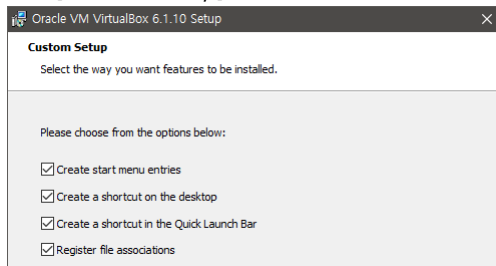 Oracle VM VirtualBox 6.1.10 Setup
Custom Setup
Select the way you want features to be installed.
Please choose from the options below:
Create start menu entries
Create a shortcut on the desktop
Create a shortcut in the Quick Launch Bar
Register file associations